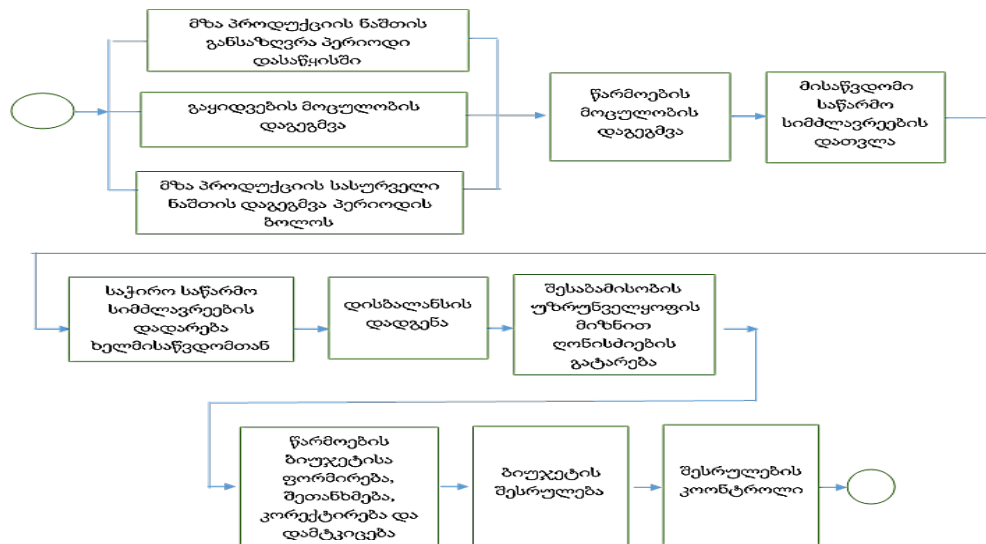 მზა პროდუქციის ნაშთის
განსაზღვრა პერიოდი
დასაწყისში
გაყიდვების მოცულობის
დაგეგმვა
მზა პროდუქციის სასურველი
ნაშთის დაგეგმვა პერიოდის
ბოლოს
წარმოების
მოცულობის
დაგეგმვა
მისაწვდომი
საწარმო
სიმძლავრეების
დათვლა
საჭირო საწარმო
სიმძლავრეების
დადარება
ხელმისაწვდომთან
დისბალანსის
დადგენა
შესაბამისობის
უზრუნველყოფის
მიზნით
ღონისძიების
გატარება
წარმოების
ბიუჯეტისა
ფორმირება,
შეთანხმება,
კორექტირება და
დამტკიცება
ბიუჯეტის
შესრულება
შესრულების
კოონტროლი